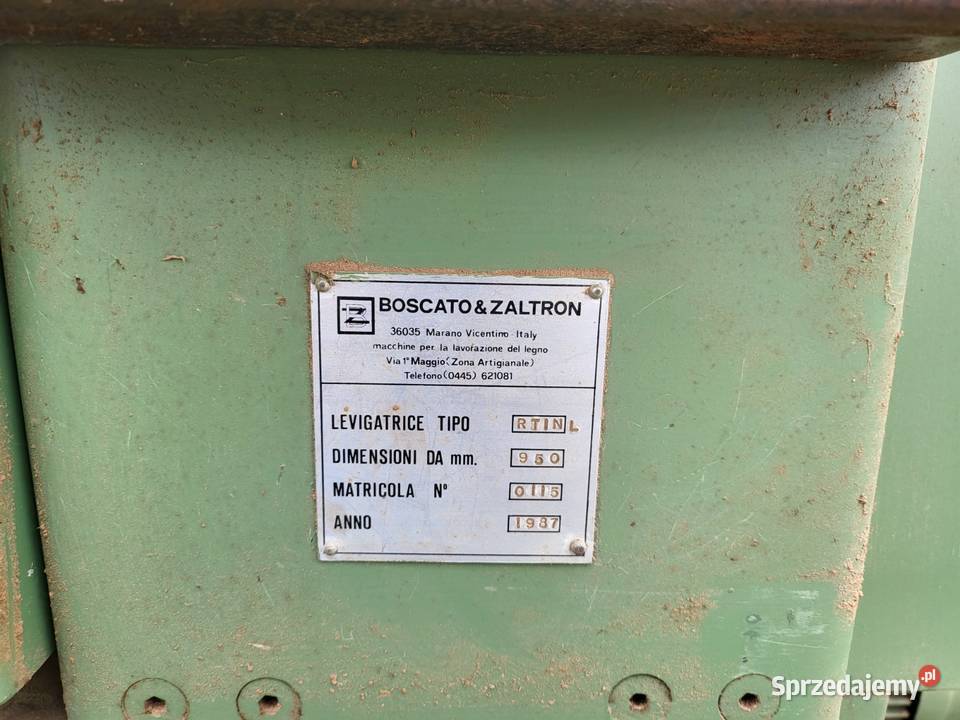 BOSCATO & ZALTRON
36035 Marano Vicentino - Italy
macchine per la lavorazione del legno
Via 1° Maggio (Zona Artigianale)
Telefono (0445) 621081
LEVIGATRICE TIPO RTINL
DIMENSIONI DA mm. 950
MATRICOLA N° 0115
ANNO 1987
Sprzedajemy.pl